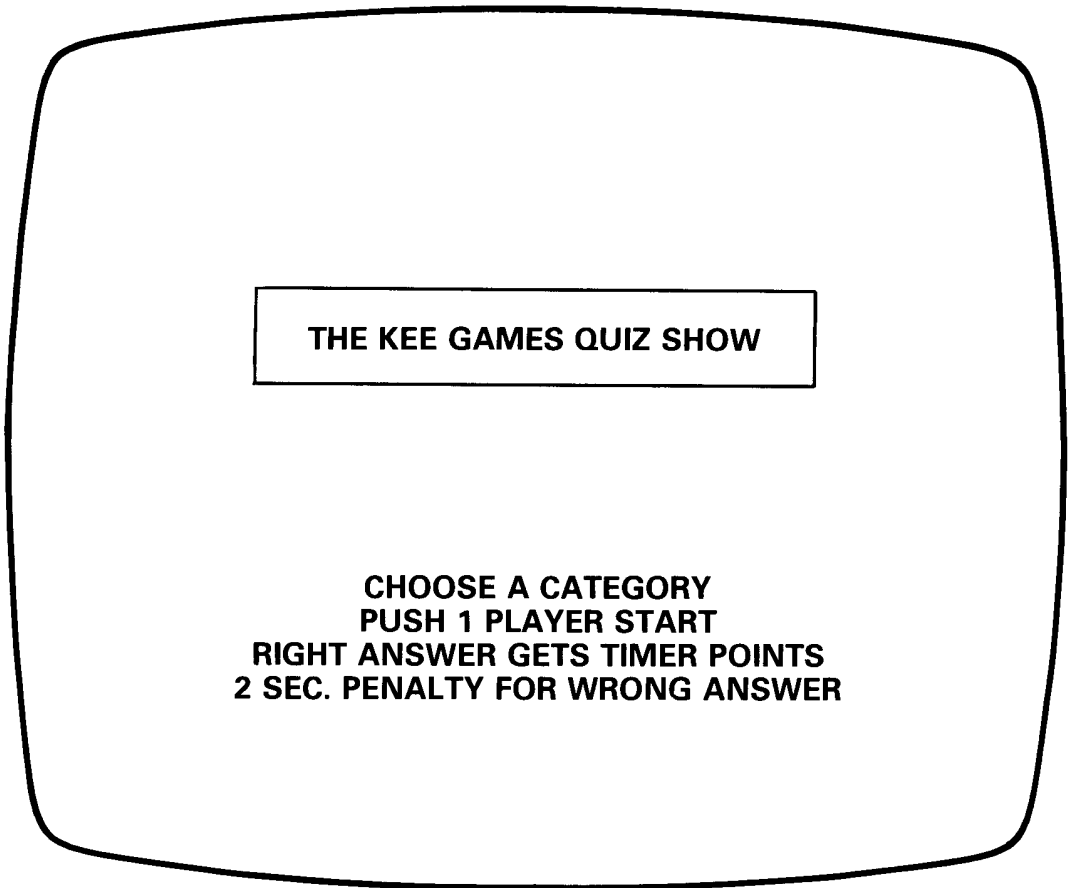 THE KEE GAMES QUIZ SHOW
CHOOSE A CATEGORY
PUSH 1 PLAYER START
RIGHT ANSWER GETS TIMER POINTS
2 SEC. PENALTY FOR WRONG ANSWER